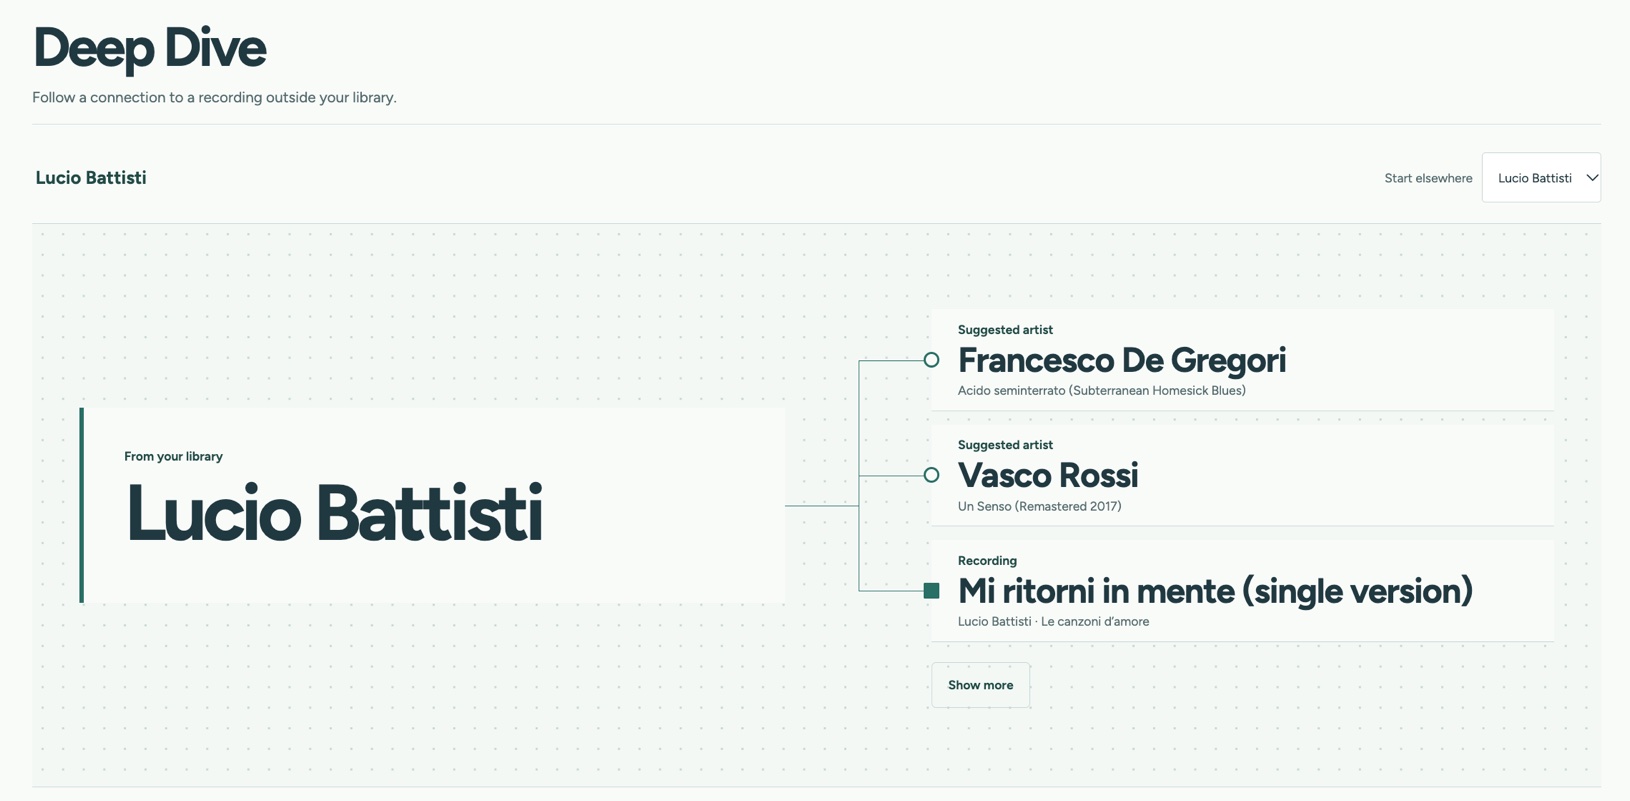 Deep Dive
Follow a connection to a recording outside your library.
Lucio Battisti
Start elsewhere
Lucio Battisti
From your library
Lucio Battisti
Suggested artist
Francesco De Gregori
Acido seminterrato (Subterranean Homesick Blues)
Suggested artist
Vasco Rossi
Un Senso (Remastered 2017)
Recording
Mi ritorni in mente (single version)
Lucio Battisti · Le canzoni d’amore
Show more